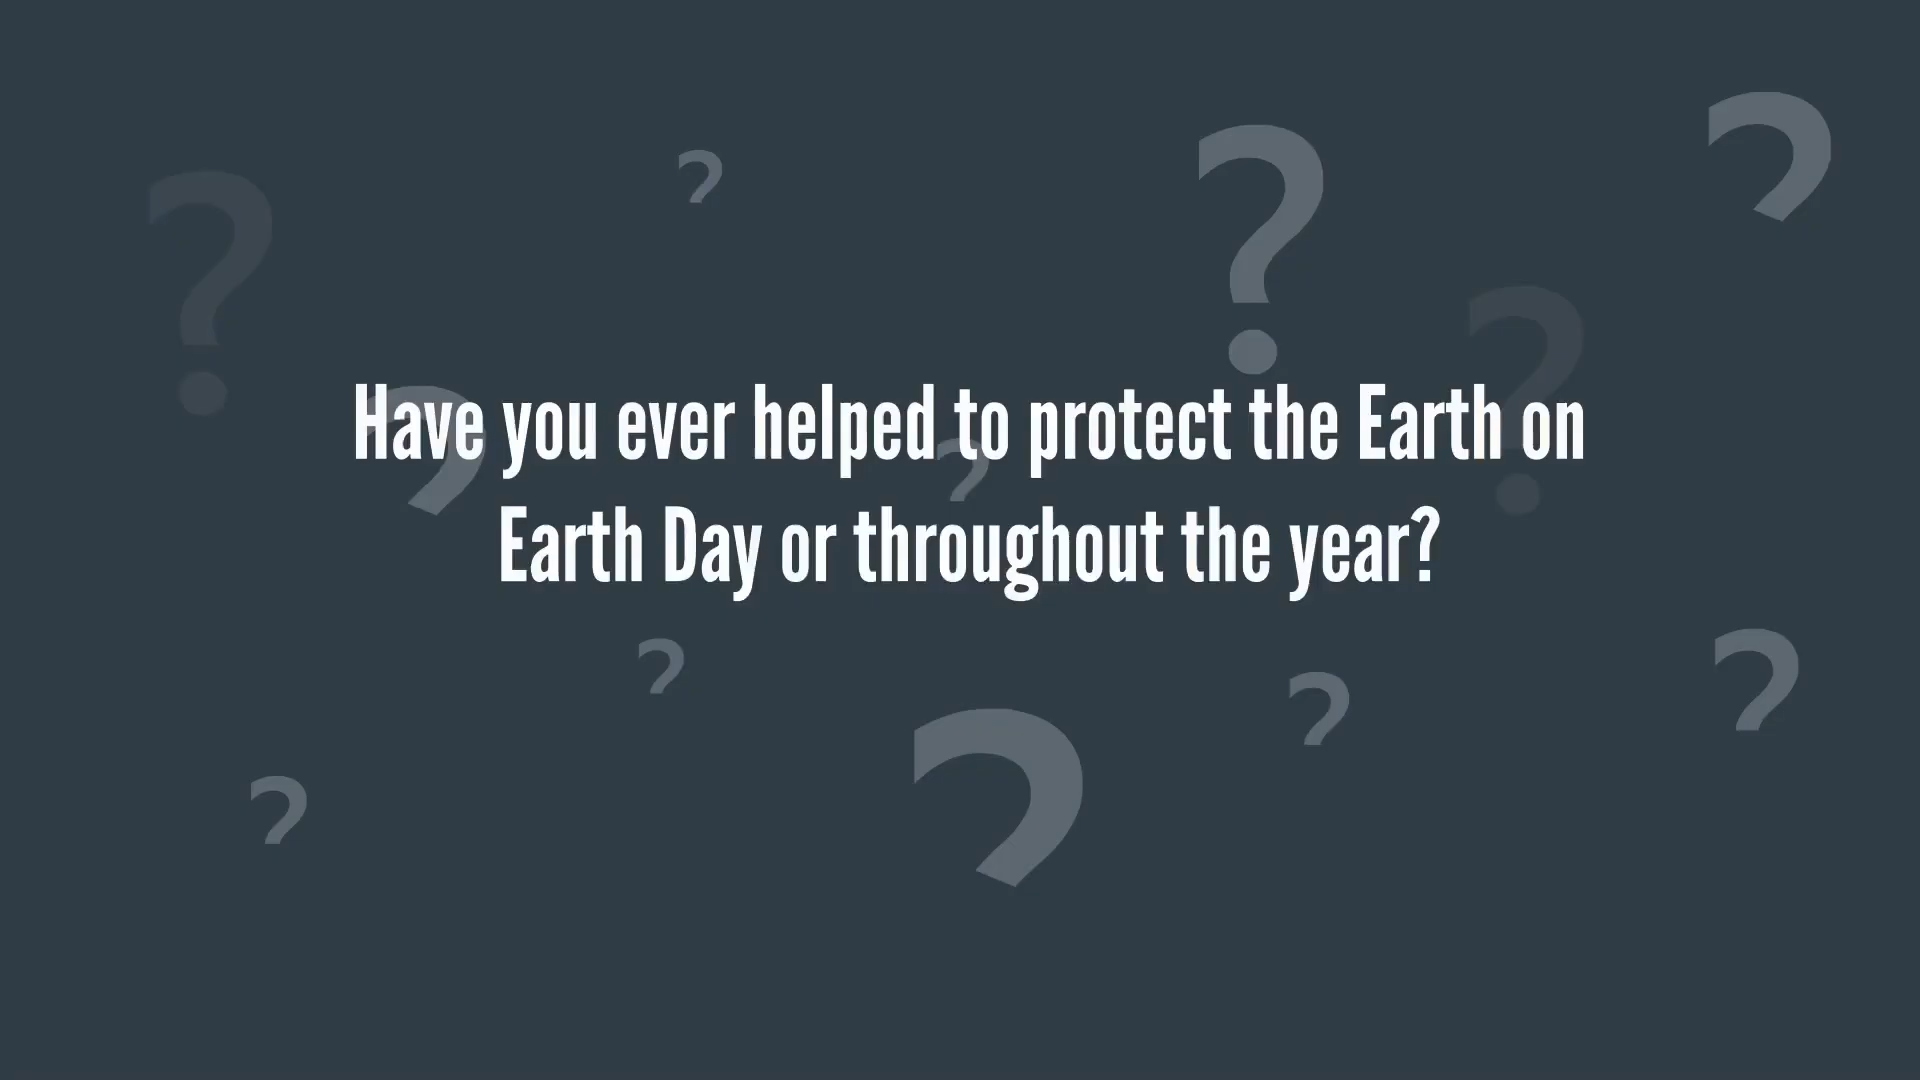 Have you ever helped to protect the Earth on
Earth Day or throughout the year?